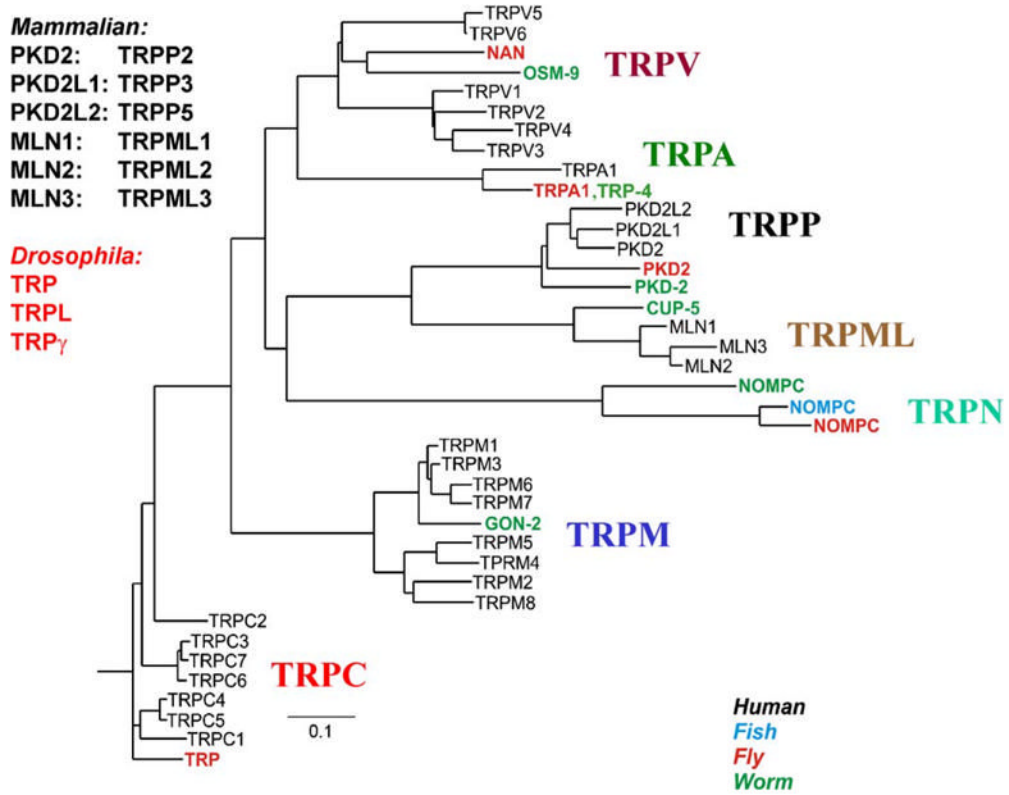 Mammalian:
PKD2: TRPP2
PKD2L1: TRPP3
PKD2L2: TRPP5
MLN1: TRPML1
MLN2: TRPML2
MLN3: TRPML3
Drosophila:
TRP
TRPL
TRPγ
TRPV5
TRPV6
NAN
OSM-9
TRPV
TRPV1
TRPV2
TRPV4
TRPV3
TRPA
TRPA1
TRPA1,TRP-4
PKD2L2
PKD2L1
PKD2
PKD2
PKD-2
TRPP
CUP-5
MLN1
MLN3
MLN2
TRPML
NOMPC
NOMPC
NOMPC
TRPN
TRPM1
TRPM3
TRPM6
TRPM7
GON-2
TRPM
TRPM5
TPRM4
TRPM2
TRPM8
TRPC2
TRPC3
TRPC7
TRPC6
TRPC
TRPC4
TRPC5
TRPC1
TRP
0.1
Human
Fish
Fly
Worm